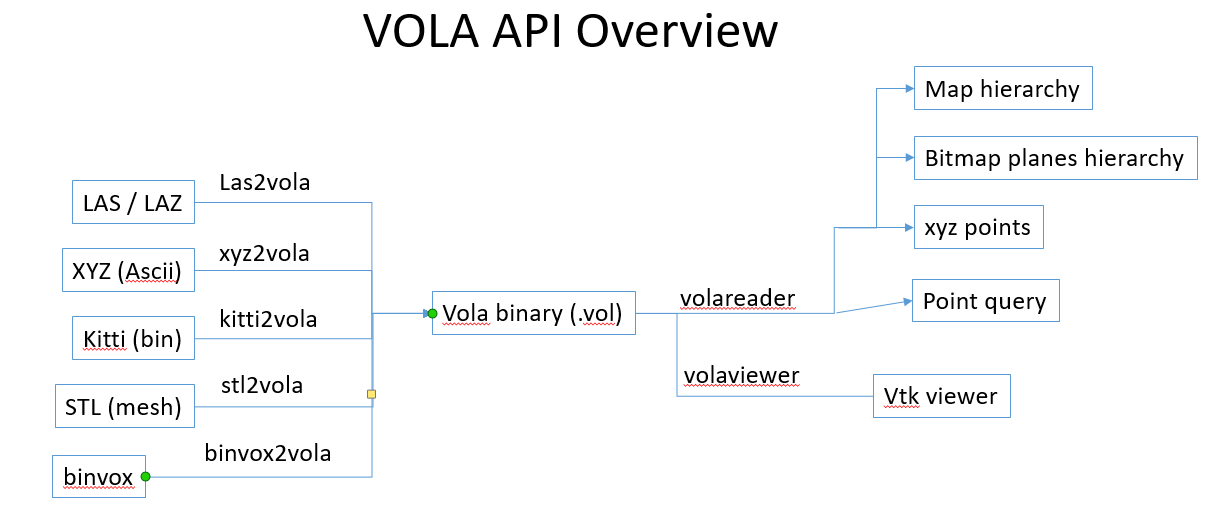 VOLA API Overview
Map hierarchy
Bitmap planes hierarchy
xyz points
Point query
LAS / LAZ
Las2vola
XYZ (Ascii)
xyz2vola
Kitti (bin)
kitti2vola
STL (mesh)
stl2vola
binvox
binvox2vola
Vola binary (.vol)
volareader
volaviewer
Vtk viewer